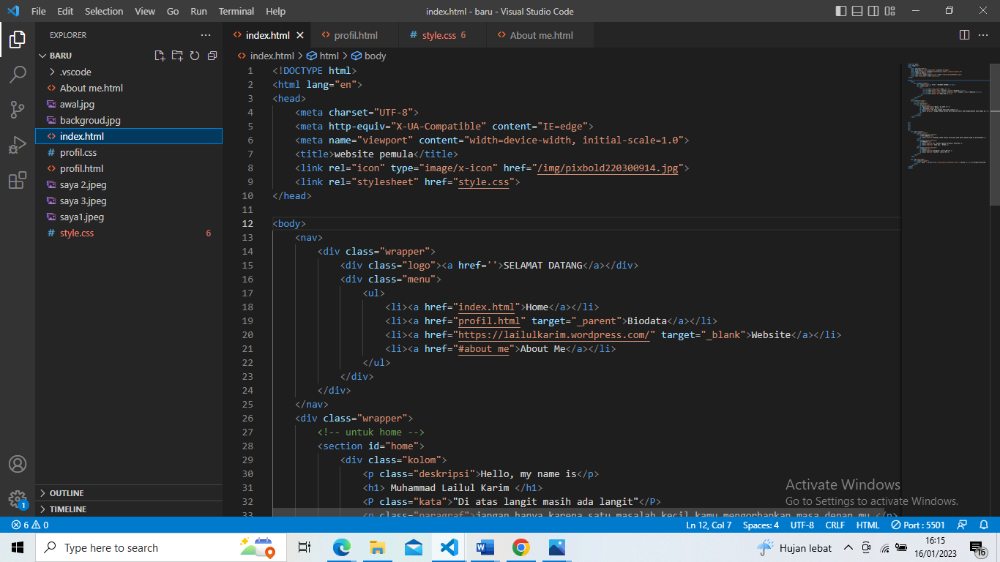 File Edit Selection View Go Run Terminal Help
index.html - baru - Visual Studio Code
EXPLORER
BARU
.vscode
About me.html
awal.jpg
backgroud.jpg
index.html
profil.css
profil.html
saya 2.jpeg
saya 3.jpeg
saya1.jpeg
style.css 6
OUTLINE
TIMELINE
index.html profil.html style.css 6 About me.html
index.html > html > body
1 <!DOCTYPE html>
2 <html lang="en">
3 <head>
4 <meta charset="UTF-8">
5 <meta http-equiv="X-UA-Compatible" content="IE=edge">
6 <meta name="viewport" content="width=device-width, initial-scale=1.0">
7 <title>website pemula</title>
8 <link rel="icon" type="image/x-icon" href="/img/pixbold220300914.jpg">
9 <link rel="stylesheet" href="style.css">
10 </head>
11
12 <body>
13 <nav>
14 <div class="wrapper">
15 <div class="logo"><a href=''>SELAMAT DATANG</a></div>
16 <div class="menu">
17 <ul>
18 <li><a href="index.html">Home</a></li>
19 <li><a href="profil.html" target="_parent">Biodata</a></li>
20 <li><a href="https://lailulkarim.wordpress.com/" target="_blank">Website</a></li>
21 <li><a href="#about me">About Me</a></li>
22 </ul>
23 </div>
24 </div>
25 </nav>
26 <div class="wrapper">
27 <!-- untuk home -->
28 <section id="home">
29 <div class="kolom">
30 <p class="deskripsi">Hello, my name is</p>
31 <h1> Muhammad Lailul Karim </h1>
32 <P class="kata">"Di atas langit masih ada langit"</P>
33 <p class="paragraf">jangan hanya karena satu masalah kecil kamu mengorbankan masa depan mu </p>
Activate Windows
Go to Settings to activate Windows.
6 0
Ln 12, Col 7 Spaces: 4 UTF-8 CRLF HTML Port : 5501
1
Type here to search
Hujan lebat
16:15
16/01/2023
16